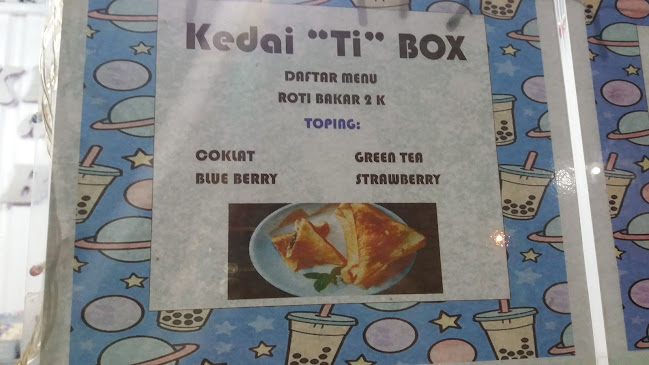 Kedai "Ti" BOX
DAFTAR MENU
ROTI BAKAR 2 K
TOPING:
COKLAT GREEN TEA
BLUE BERRY STRAWBERRY